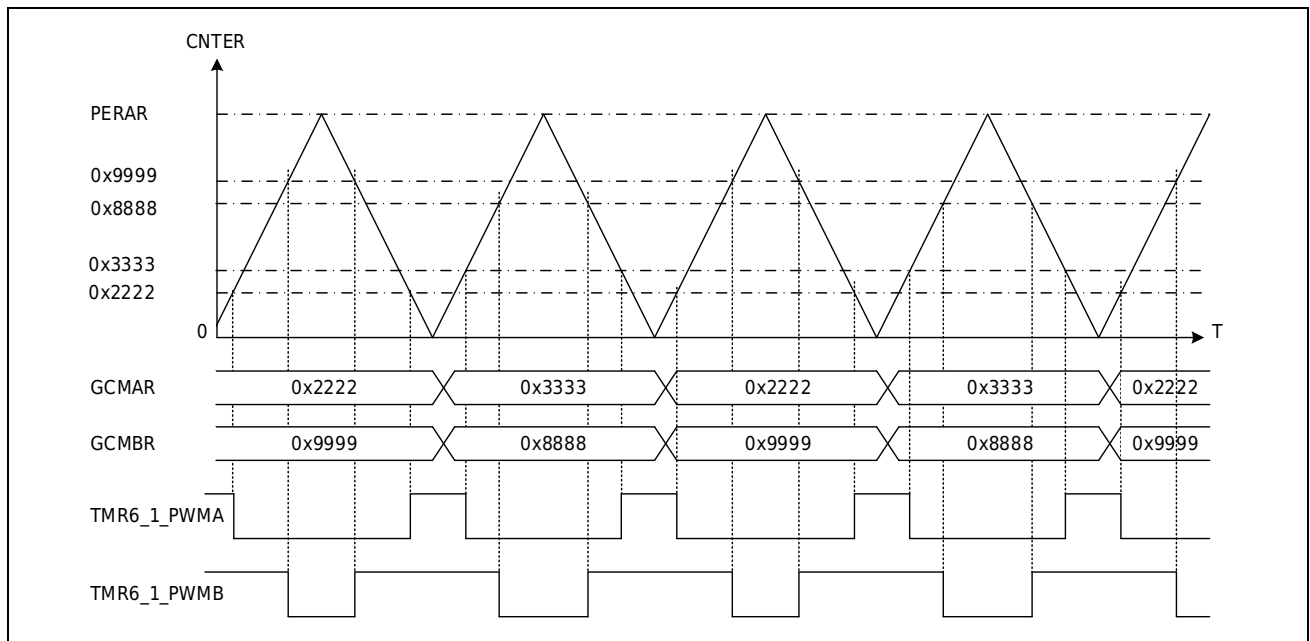 CNTER
PERAR
0x9999
0x8888
0x3333
0x2222
0
T
GCMAR 0x2222 0x3333 0x2222 0x3333 0x2222
GCMBR 0x9999 0x8888 0x9999 0x8888 0x9999
TMR6_1_PWMA
TMR6_1_PWMB